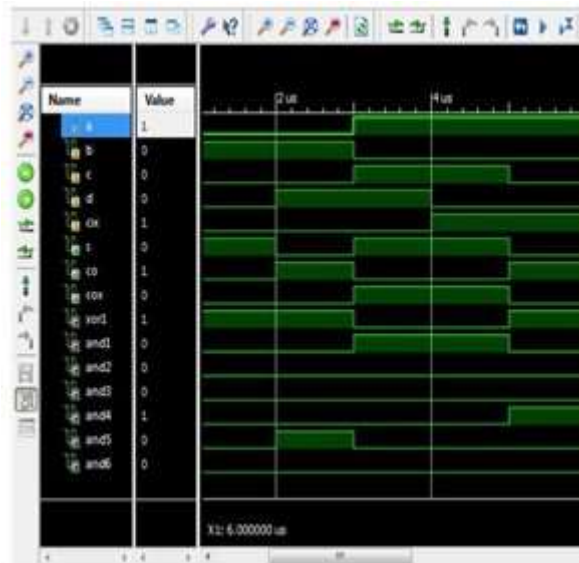 2 us 4 us
Name Value
a 1
b 0
c 0
d 0
cix 1
s 0
co 1
cox 0
xor1 1
and1 0
and2 0
and3 0
and4 1
and5 0
and6 0
X1: 6.000000 us